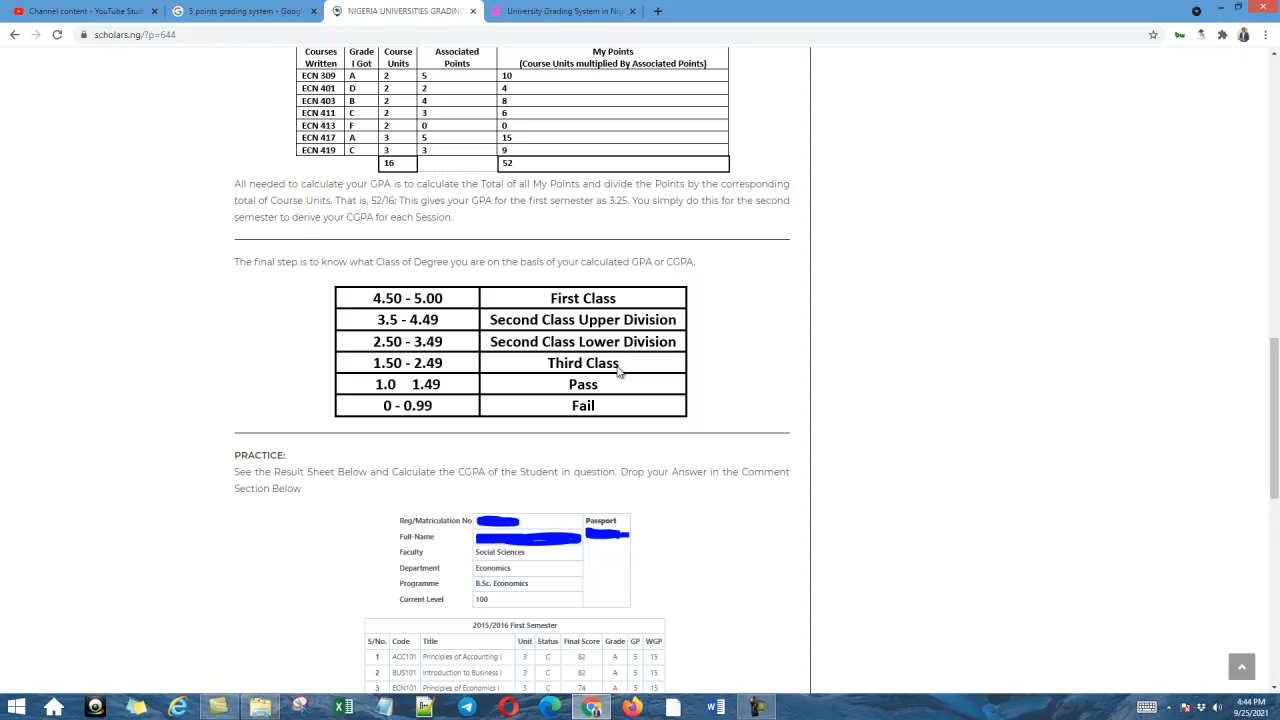 Channel content - YouTube Studi
5 points grading system - Google
NIGERIA UNIVERSITIES GRADING
University Grading System in Nig
scholars.ng/?p=644
Courses Written Grade I Got Course Units Associated Points My Points (Course Units multiplied By Associated Points)
ECN 309 A 2 5 10
ECN 401 D 2 2 4
ECN 403 B 2 4 8
ECN 411 C 2 3 6
ECN 413 F 2 0 0
ECN 417 A 3 5 15
ECN 419 C 3 3 9
16 52
All needed to calculate your GPA is to calculate the Total of all My Points and divide the Points by the corresponding
total of Course Units. That is, 52/16; This gives your GPA for the first semester as 3.25. You simply do this for the second
semester to derive your CGPA for each Session.
The final step is to know what Class of Degree you are on the basis of your calculated GPA or CGPA.
4.50 - 5.00 First Class
3.5 - 4.49 Second Class Upper Division
2.50 - 3.49 Second Class Lower Division
1.50 - 2.49 Third Class
1.0 1.49 Pass
0 - 0.99 Fail
PRACTICE:
See the Result Sheet Below and Calculate the CGPA of the Student in question. Drop your Answer in the Comment
Section Below
Reg/Matriculation No Passport
Full-Name
Faculty Social Sciences
Department Economics
Programme B.Sc. Economics
Current Level 100
2015/2016 First Semester
S/No. Code Title Unit Status Final Score Grade GP WGP
1 ACC101 Principles of Accounting I 3 C 82 A 5 15
2 BUS101 Introduction to Business I 3 C 82 A 5 15
3 ECN101 Principles of Economics I 3 C 74 A 5 15
4:44 PM
9/25/2021